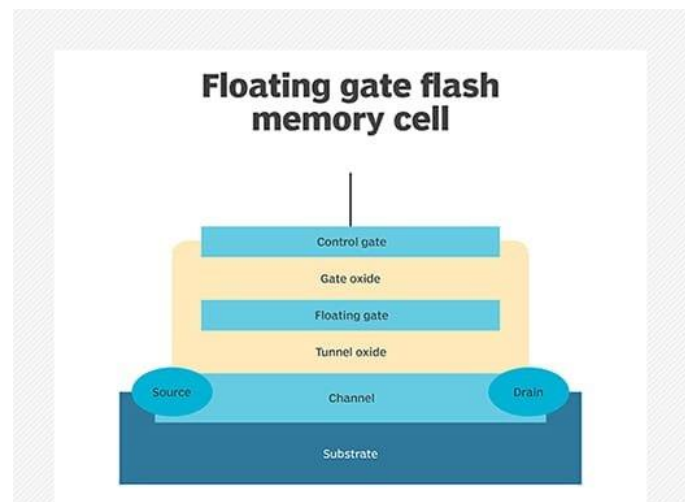 Floating gate flash
memory cell
Control gate
Gate oxide
Floating gate
Tunnel oxide
Source
Channel
Drain
Substrate